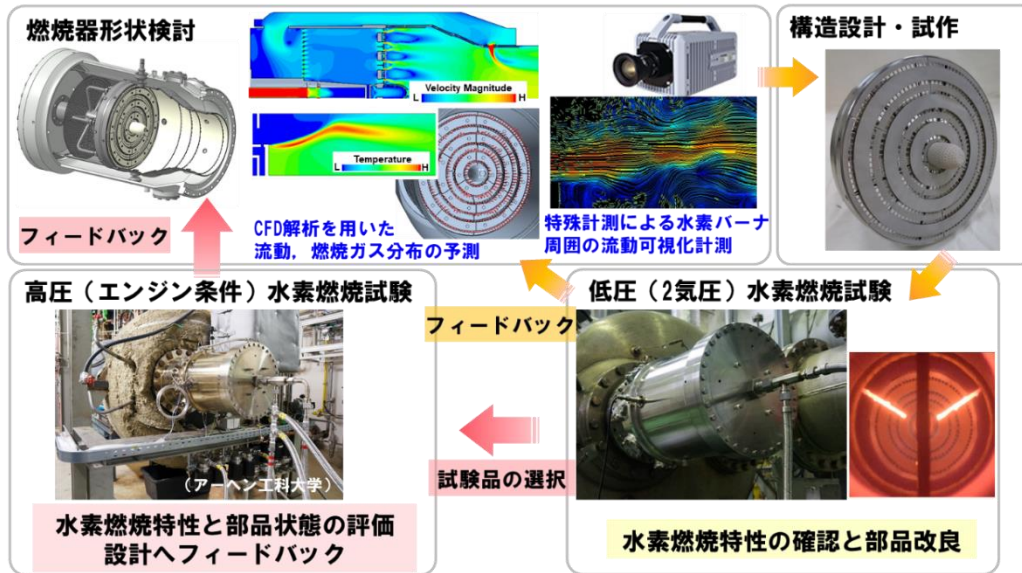 燃焼器形状検討
Velocity Magnitude
L H
Temperature
L H
CFD解析を用いた
流動，燃焼ガス分布の予測
特殊計測による水素バーナ
周囲の流動可視化計測
構造設計・試作
フィードバック
高圧（エンジン条件）水素燃焼試験
（アーヘン工科大学）
水素燃焼特性と部品状態の評価
設計へフィードバック
フィードバック
試験品の選択
低圧（2気圧）水素燃焼試験
水素燃焼特性の確認と部品改良